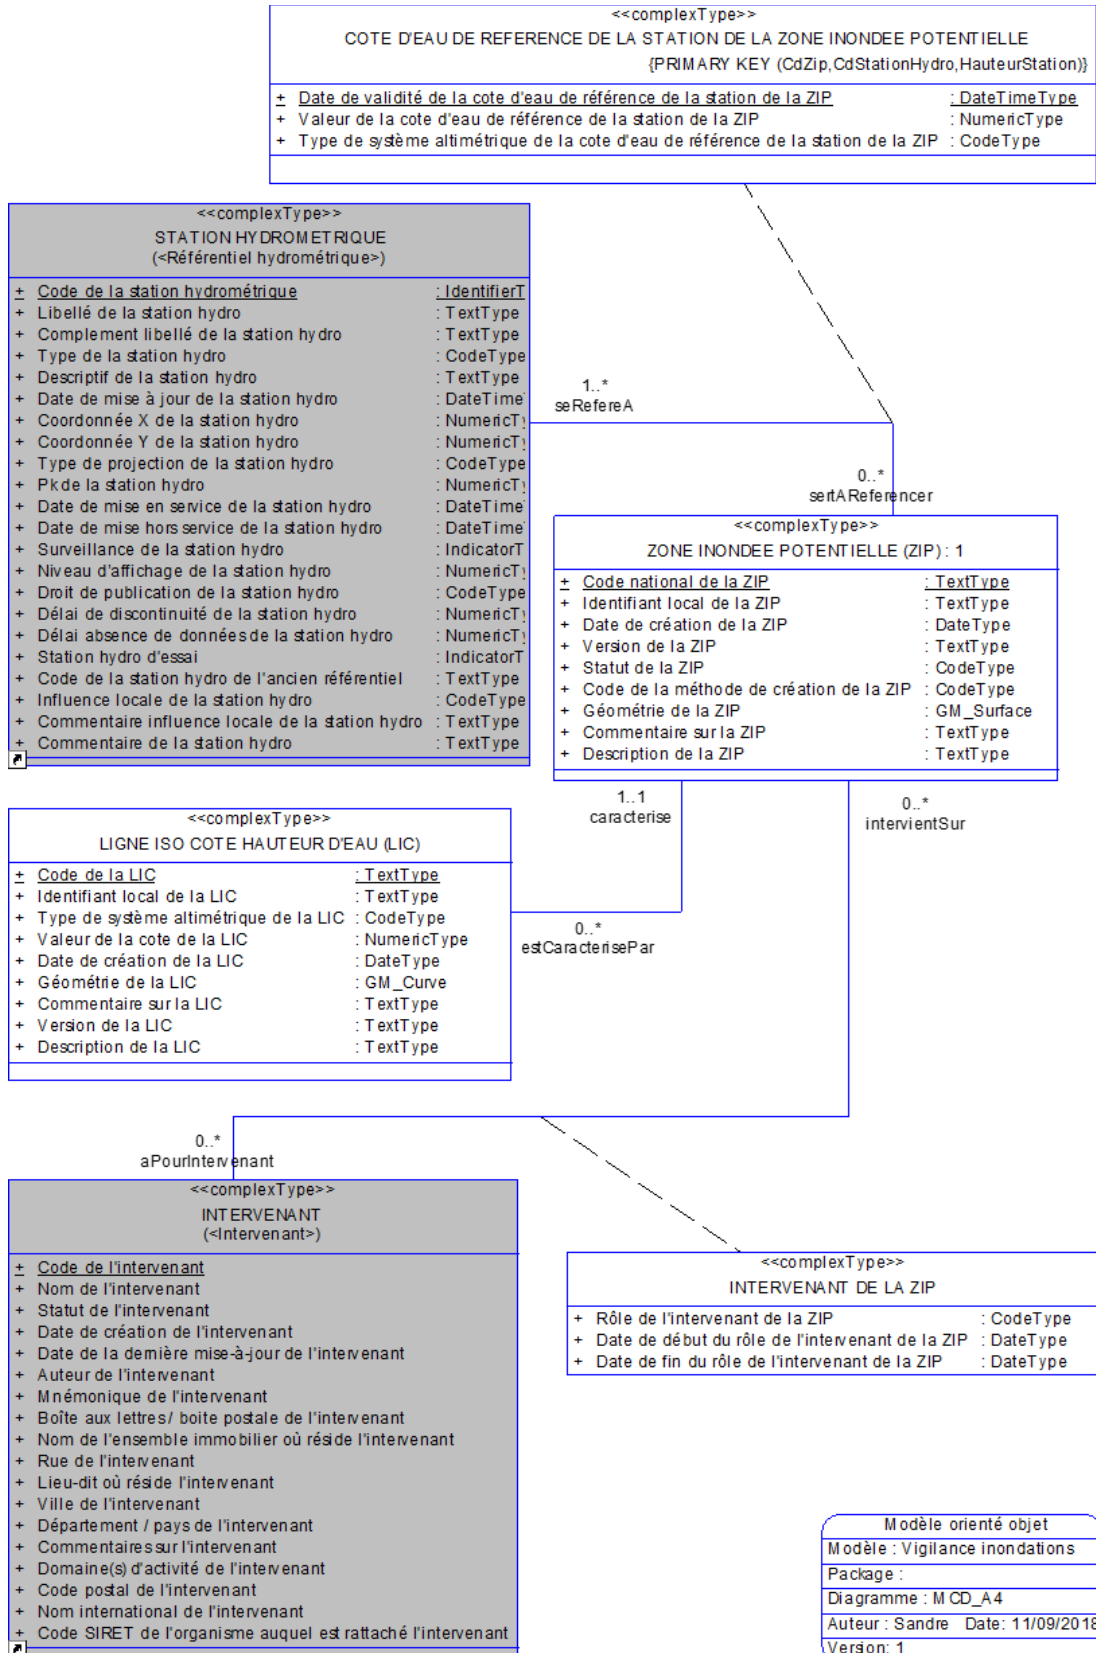 <<complexType>>
COTE D'EAU DE REFERENCE DE LA STATION DE LA ZONE INONDEE POTENTIELLE
{PRIMARY KEY (CdZip,CdStationHydro,HauteurStation)}
+ Date de validité de la cote d'eau de référence de la station de la ZIP : DateTimeType
+ Valeur de la cote d'eau de référence de la station de la ZIP : NumericType
+ Type de système altimétrique de la cote d'eau de référence de la station de la ZIP : CodeType
<<complexType>>
STATION HYDROMETRIQUE
(<Référentiel hydrométrique>)
+ Code de la station hydrométrique : IdentifierT
+ Libellé de la station hydro : TextType
+ Complement libellé de la station hydro : TextType
+ Type de la station hydro : CodeType
+ Descriptif de la station hydro : TextType
+ Date de mise à jour de la station hydro : DateTime
+ Coordonnée X de la station hydro : NumericTy
+ Coordonnée Y de la station hydro : NumericTy
+ Type de projection de la station hydro : CodeType
+ Pk de la station hydro : NumericTy
+ Date de mise en service de la station hydro : DateTime
+ Date de mise hors service de la station hydro : DateTime
+ Surveillance de la station hydro : IndicatorT
+ Niveau d'affichage de la station hydro : NumericTy
+ Droit de publication de la station hydro : CodeType
+ Délai de discontinuité de la station hydro : NumericTy
+ Délai absence de données de la station hydro : NumericTy
+ Station hydro d'essai : IndicatorT
+ Code de la station hydro de l'ancien référentiel : TextType
+ Influence locale de la station hydro : CodeType
+ Commentaire influence locale de la station hydro : TextType
+ Commentaire de la station hydro : TextType
1..*
seRefereA
0..*
sertAReferencer
<<complexType>>
ZONE INONDEE POTENTIELLE (ZIP) : 1
+ Code national de la ZIP : TextType
+ Identifiant local de la ZIP : TextType
+ Date de création de la ZIP : DateType
+ Version de la ZIP : TextType
+ Statut de la ZIP : CodeType
+ Code de la méthode de création de la ZIP : CodeType
+ Géométrie de la ZIP : GM_Surface
+ Commentaire sur la ZIP : TextType
+ Description de la ZIP : TextType
1..1
caracterise
0..*
intervientSur
<<complexType>>
LIGNE ISO COTE HAUTEUR D'EAU (LIC)
+ Code de la LIC : TextType
+ Identifiant local de la LIC : TextType
+ Type de système altimétrique de la LIC : CodeType
+ Valeur de la cote de la LIC : NumericType
+ Date de création de la LIC : DateType
+ Géométrie de la LIC : GM_Curve
+ Commentaire sur la LIC : TextType
+ Version de la LIC : TextType
+ Description de la LIC : TextType
0..*
estCaracterisePar
0..*
aPourIntervenant
<<complexType>>
INTERVENANT
(<Intervenant>)
+ Code de l'intervenant
+ Nom de l'intervenant
+ Statut de l'intervenant
+ Date de création de l'intervenant
+ Date de la dernière mise-à-jour de l'intervenant
+ Auteur de l'intervenant
+ Mnémonique de l'intervenant
+ Boîte aux lettres / boite postale de l'intervenant
+ Nom de l'ensemble immobilier où réside l'intervenant
+ Rue de l'intervenant
+ Lieu-dit où réside l'intervenant
+ Ville de l'intervenant
+ Département / pays de l'intervenant
+ Commentaires sur l'intervenant
+ Domaine(s) d'activité de l'intervenant
+ Code postal de l'intervenant
+ Nom international de l'intervenant
+ Code SIRET de l'organisme auquel est rattaché l'intervenant
<<complexType>>
INTERVENANT DE LA ZIP
+ Rôle de l'intervenant de la ZIP : CodeType
+ Date de début du rôle de l'intervenant de la ZIP : DateType
+ Date de fin du rôle de l'intervenant de la ZIP : DateType
Modèle orienté objet
Modèle : Vigilance inondations
Package :
Diagramme : MCD_A4
Auteur : Sandre Date: 11/09/2018
Version: 1